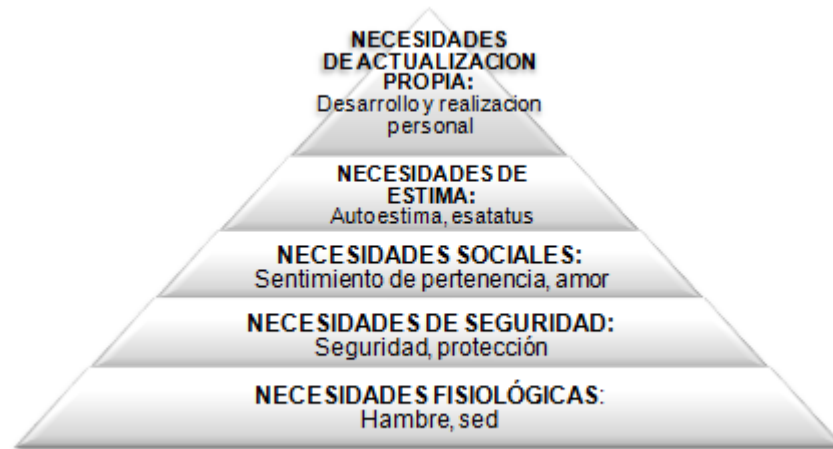 NECESIDADES
DE ACTUALIZACION
PROPIA:
Desarrollo y realizacion
personal
NECESIDADES DE
ESTIMA:
Autoestima, esatatus
NECESIDADES SOCIALES:
Sentimiento de pertenencia, amor
NECESIDADES DE SEGURIDAD:
Seguridad, protección
NECESIDADES FISIOLÓGICAS:
Hambre, sed